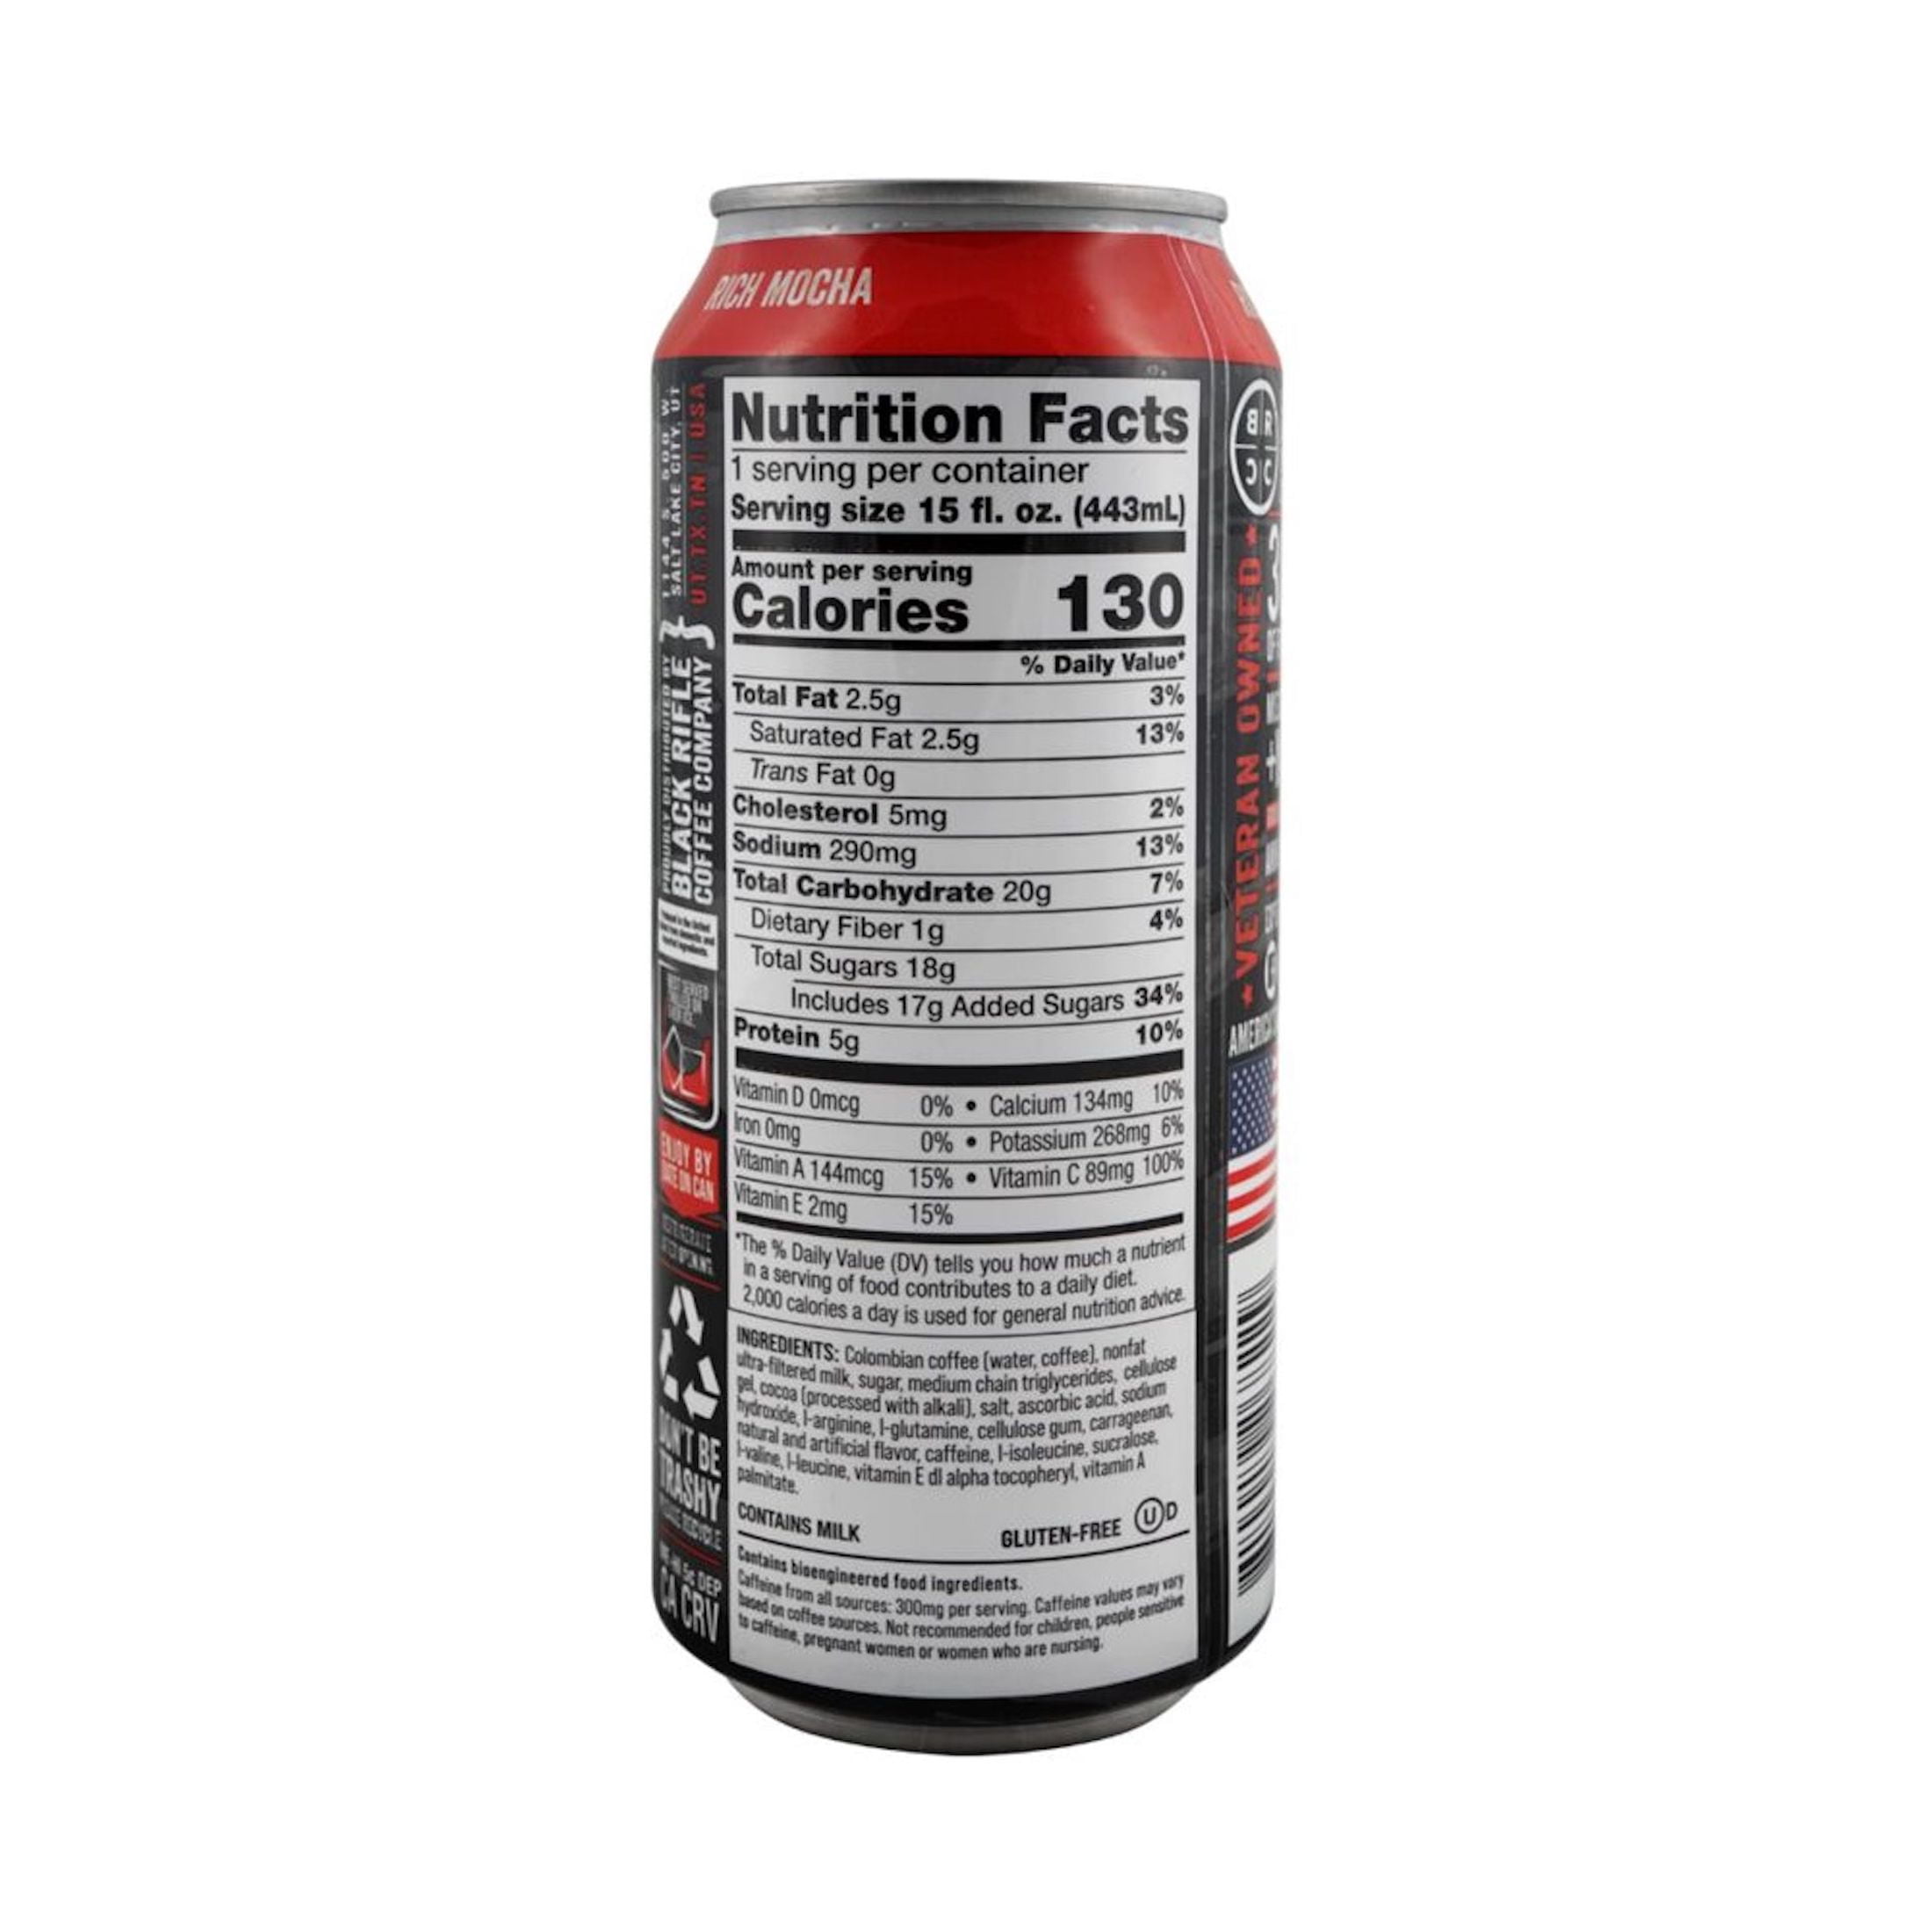 RICH MOCHA
Nutrition Facts
1 serving per container
Serving size 15 fl. oz. (443mL)
Amount per serving
Calories 130
% Daily Value*
Total Fat 2.5g 3%
Saturated Fat 2.5g 13%
Trans Fat 0g
Cholesterol 5mg 2%
Sodium 290mg 13%
Total Carbohydrate 20g 7%
Dietary Fiber 1g 4%
Total Sugars 18g
Includes 17g Added Sugars 34%
Protein 5g 10%
Vitamin D 0mcg 0% • Calcium 134mg 10%
Iron 0mg 0% • Potassium 268mg 6%
Vitamin A 144mcg 15% • Vitamin C 89mg 100%
Vitamin E 2mg 15%
*The % Daily Value (DV) tells you how much a nutrient
in a serving of food contributes to a daily diet.
2,000 calories a day is used for general nutrition advice.
INGREDIENTS: Colombian coffee (water, coffee), nonfat
ultra-filtered milk, sugar, medium chain triglycerides, cellulose
gel, cocoa (processed with alkali), salt, ascorbic acid, sodium
hydroxide, l-arginine, l-glutamine, cellulose gum, carrageenan,
natural and artificial flavor, caffeine, l-isoleucine, sucralose,
l-valine, l-leucine, vitamin E dl alpha tocopheryl, vitamin A
palmitate.
CONTAINS MILK
GLUTEN-FREE U D
Contains bioengineered food ingredients.
Caffeine from all sources: 300mg per serving. Caffeine values may vary
based on coffee sources. Not recommended for children, people sensitive
to caffeine, pregnant women or women who are nursing.
PROUDLY DISTRIBUTED BY
BLACK RIFLE
COFFEE COMPANY
1144 S 500 W
SALT LAKE CITY, UT
UT.TX.TN | USA
ENJOY BY
DATE ON CAN
DON'T BE
TRASHY
CA CRV
BRCC
VETERAN OWNED